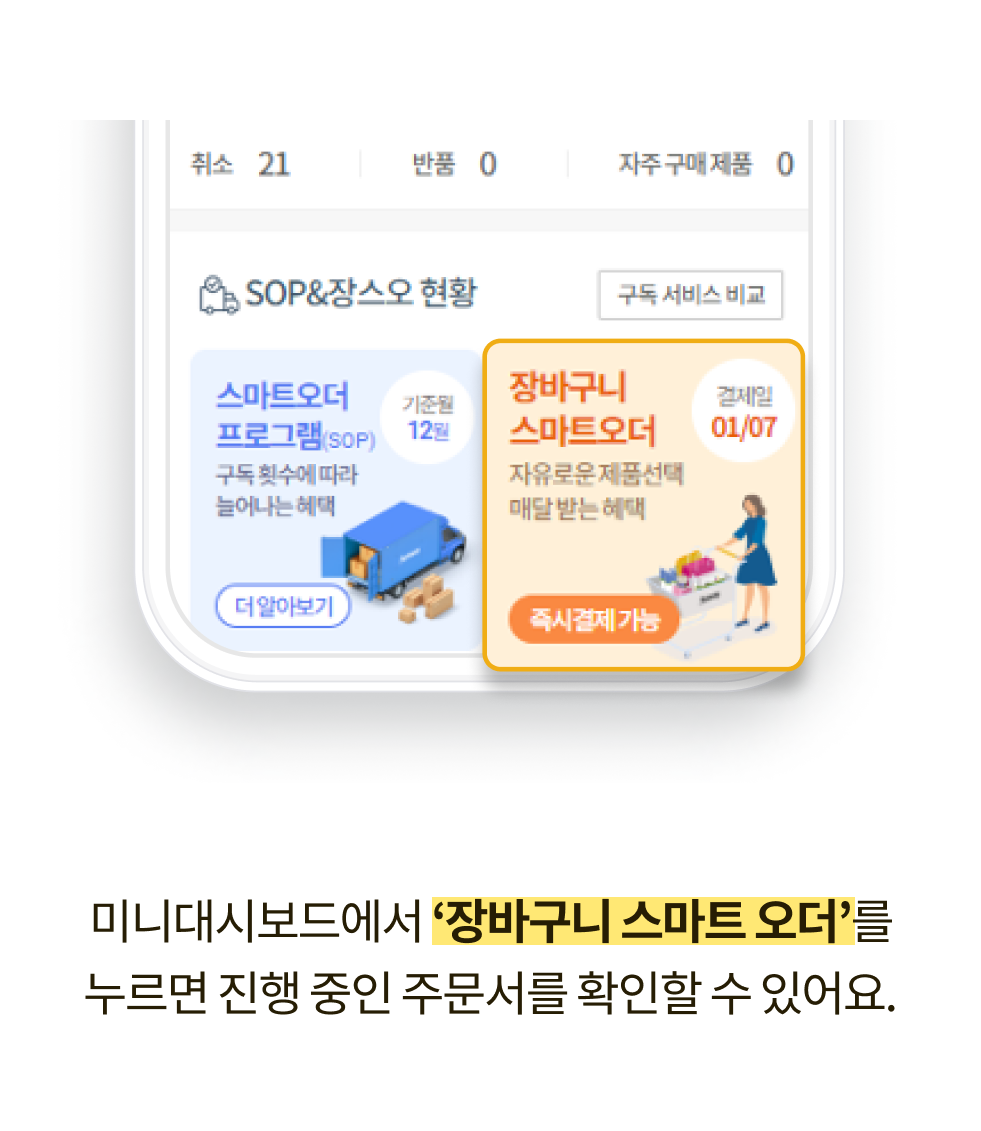 취소 21 반품 0 자주 구매 제품 0
SOP&장스오 현황
구독 서비스 비교
스마트오더
프로그램(SOP)
기준월
12월
구독 횟수에 따라
늘어나는 혜택
더 알아보기
장바구니
스마트오더
결제일
01/07
자유로운 제품선택
매달 받는 혜택
즉시결제 가능
미니대시보드에서 ‘장바구니 스마트 오더’를
누르면 진행 중인 주문서를 확인할 수 있어요.